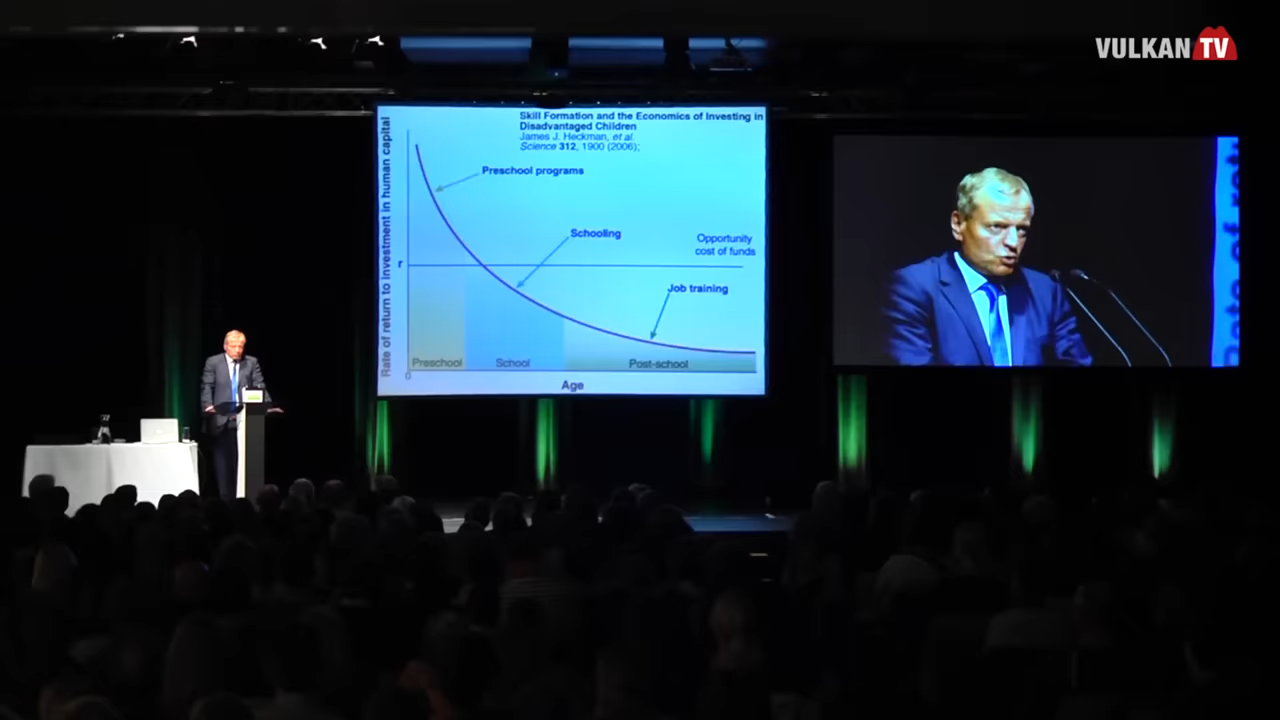 VULKAN TV
Skill Formation and the Economics of Investing in
Disadvantaged Children
James J. Heckman, et al.
Science 312, 1900 (2006);
Rate of return to investment in human capital
Preschool programs
Schooling
Opportunity
cost of funds
r
Job training
Preschool
School
Post-school
0
Age